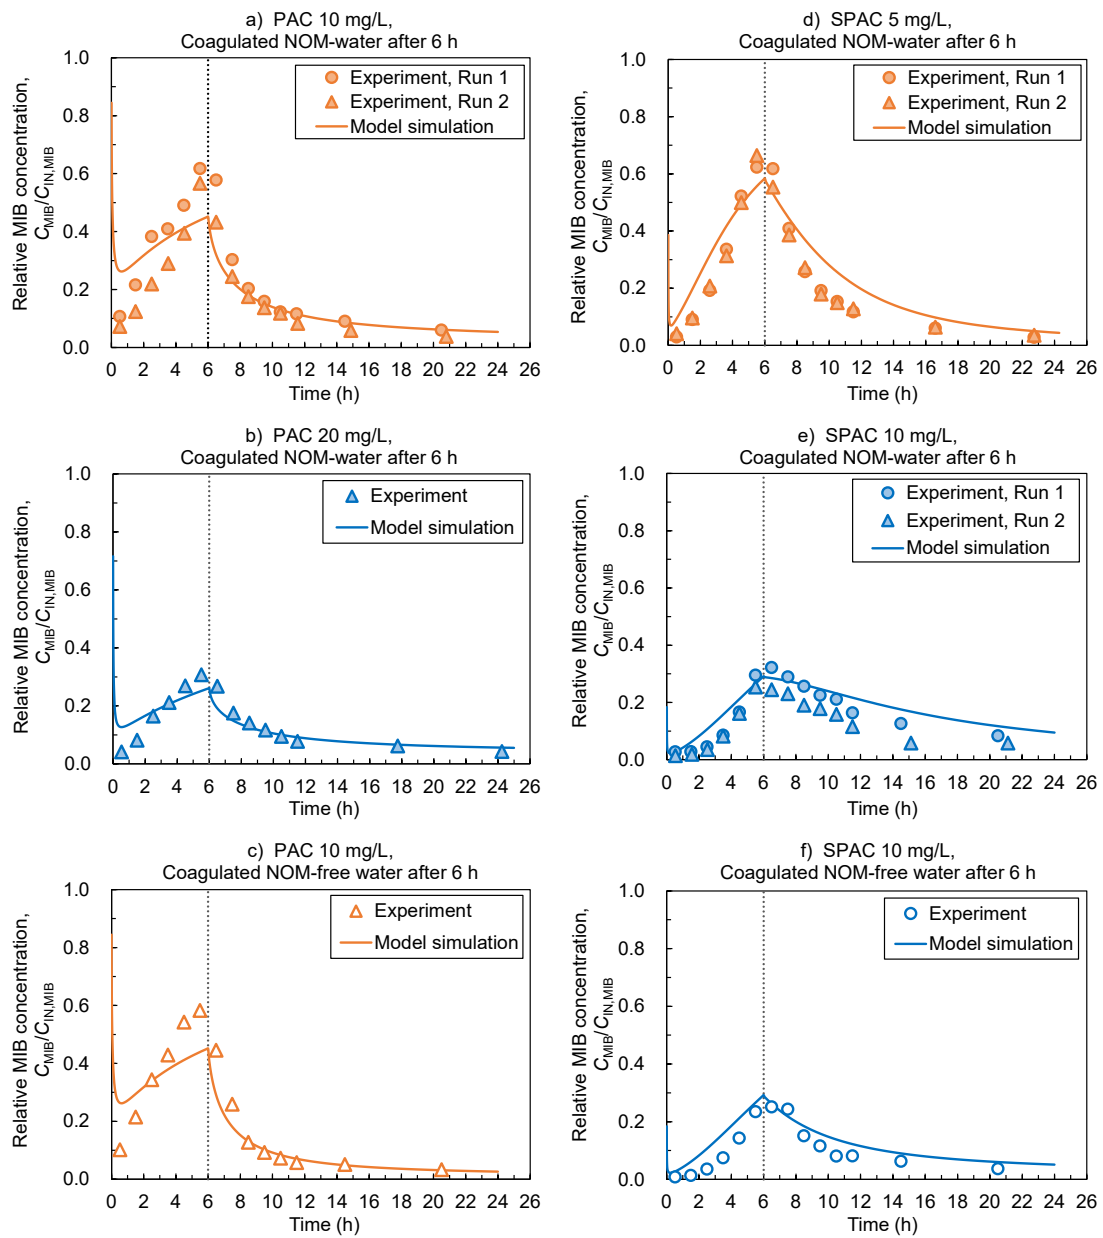 a) PAC 10 mg/L,
Coagulated NOM-water after 6 h
Relative MIB concentration,
C_MIB/C_IN,MIB
1.0
0.8
0.6
0.4
0.2
0.0
Experiment, Run 1
Experiment, Run 2
Model simulation
0 2 4 6 8 10 12 14 16 18 20 22 24 26
Time (h)
d) SPAC 5 mg/L,
Coagulated NOM-water after 6 h
Relative MIB concentration,
C_MIB/C_IN,MIB
1.0
0.8
0.6
0.4
0.2
0.0
Experiment, Run 1
Experiment, Run 2
Model simulation
0 2 4 6 8 10 12 14 16 18 20 22 24 26
Time (h)
b) PAC 20 mg/L,
Coagulated NOM-water after 6 h
Relative MIB concentration,
C_MIB/C_IN,MIB
1.0
0.8
0.6
0.4
0.2
0.0
Experiment
Model simulation
0 2 4 6 8 10 12 14 16 18 20 22 24 26
Time (h)
e) SPAC 10 mg/L,
Coagulated NOM-water after 6 h
Relative MIB concentration,
C_MIB/C_IN,MIB
1.0
0.8
0.6
0.4
0.2
0.0
Experiment, Run 1
Experiment, Run 2
Model simulation
0 2 4 6 8 10 12 14 16 18 20 22 24 26
Time (h)
c) PAC 10 mg/L,
Coagulated NOM-free water after 6 h
Relative MIB concentration,
C_MIB/C_IN,MIB
1.0
0.8
0.6
0.4
0.2
0.0
Experiment
Model simulation
0 2 4 6 8 10 12 14 16 18 20 22 24 26
Time (h)
f) SPAC 10 mg/L,
Coagulated NOM-free water after 6 h
Relative MIB concentration,
C_MIB/C_IN,MIB
1.0
0.8
0.6
0.4
0.2
0.0
Experiment
Model simulation
0 2 4 6 8 10 12 14 16 18 20 22 24 26
Time (h)